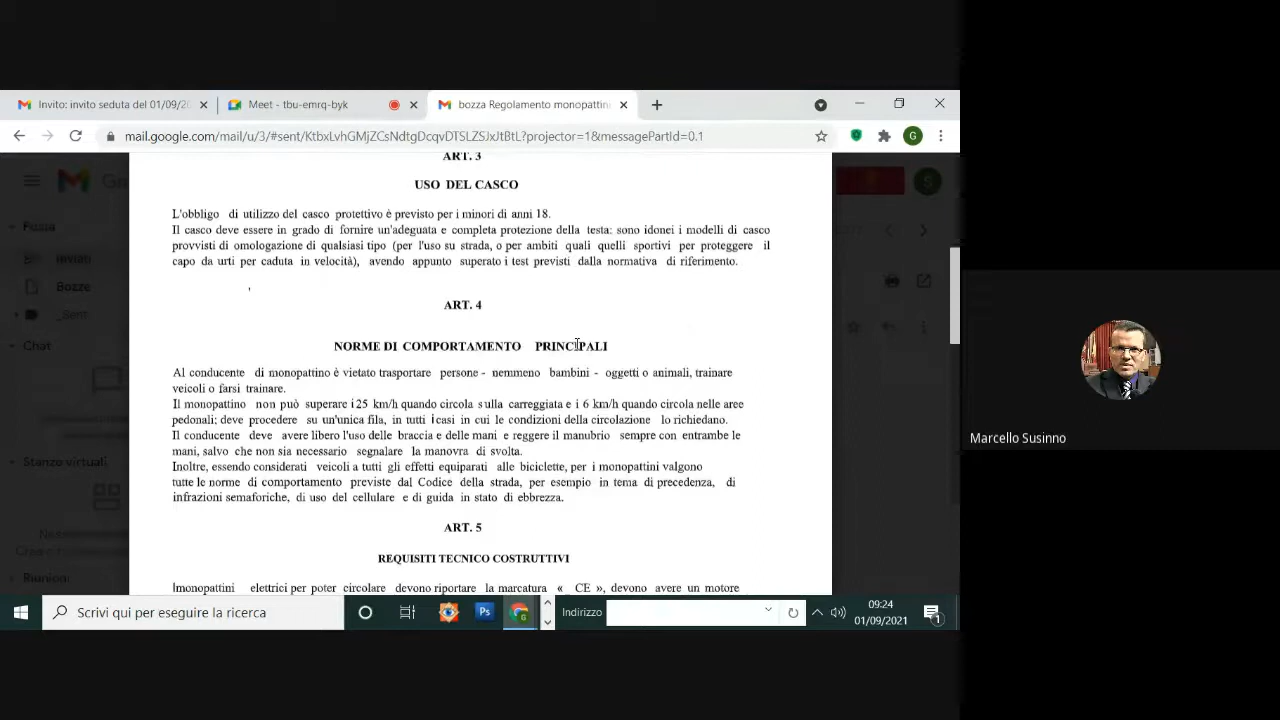 Invito: invito seduta del 01/09/20
Meet - tbu-emrq-byk
bozza Regolamento monopattin
mail.google.com/mail/u/3/#sent/KtbxLvhGMjZCsNdtgDcqvDTSLZSJxJtBtL?projector=1&messagePartId=0.1
G
ART. 3
USO DEL CASCO
L'obbligo di utilizzo del casco protettivo è previsto per i minori di anni 18.
Il casco deve essere in grado di fornire un'adeguata e completa protezione della testa: sono idonei i modelli di casco
provvisti di omologazione di qualsiasi tipo (per l'uso su strada, o per ambiti quali quelli sportivi per proteggere il
capo da urti per caduta in velocità), avendo appunto superato i test previsti dalla normativa di riferimento.
ART. 4
NORME DI COMPORTAMENTO PRINCIPALI
Al conducente di monopattino è vietato trasportare persone - nemmeno bambini - oggetti o animali, trainare
veicoli o farsi trainare.
Il monopattino non può superare i 25 km/h quando circola sulla carreggiata e i 6 km/h quando circola nelle aree
pedonali; deve procedere su un'unica fila, in tutti i casi in cui le condizioni della circolazione lo richiedano.
Il conducente deve avere libero l'uso delle braccia e delle mani e reggere il manubrio sempre con entrambe le
mani, salvo che non sia necessario segnalare la manovra di svolta.
Inoltre, essendo considerati veicoli a tutti gli effetti equiparati alle biciclette, per i monopattini valgono
tutte le norme di comportamento previste dal Codice della strada, per esempio in tema di precedenza, di
infrazioni semaforiche, di uso del cellulare e di guida in stato di ebbrezza.
ART. 5
REQUISITI TECNICO COSTRUTTIVI
Imonopattini elettrici per poter circolare devono riportare la marcatura « CE », devono avere un motore
Posta
Inviati
Bozze
_Sent
Chat
Stanze virtuali
Riunion
S
Marcello Susinno
Scrivi qui per eseguire la ricerca
Ps
Indirizzo
09:24
01/09/2021
1